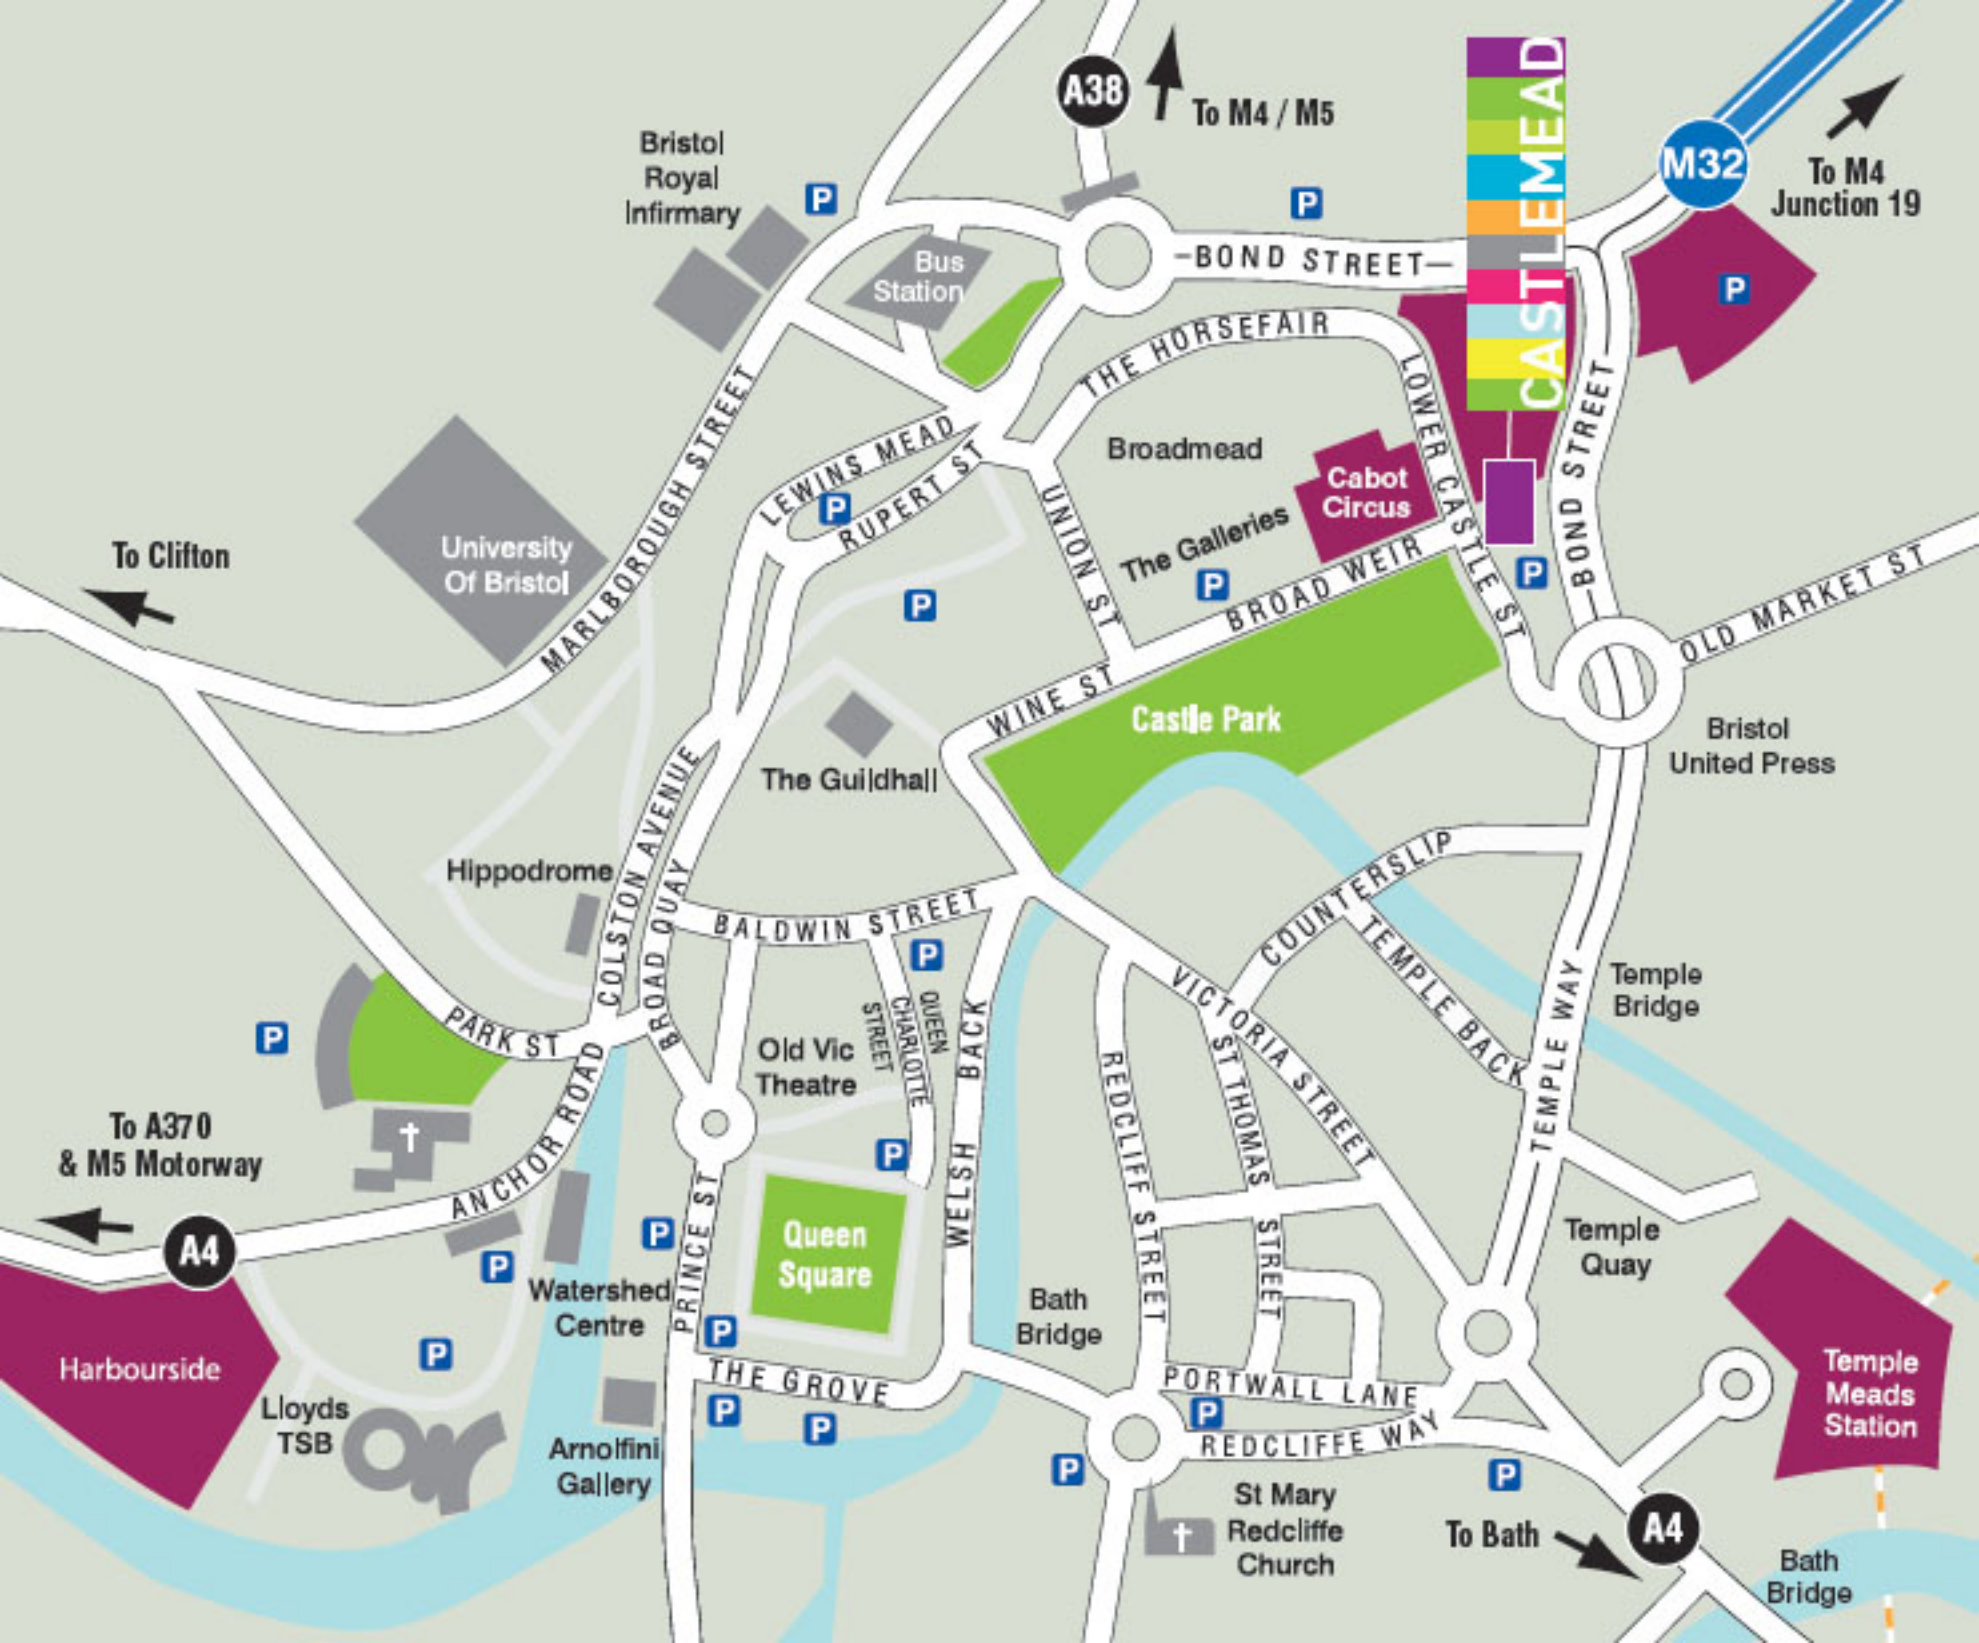 A38
To M4 / M5
CASTLEMEAD
M32
To M4
Junction 19
Bristol
Royal
Infirmary
P
P
P
Bus
Station
BOND STREET
THE HORSEFAIR
LOWER CASTLE ST
BOND STREET
MARLBOROUGH STREET
LEWINS MEAD
P
RUPERT ST
Broadmead
UNION ST
Cabot
Circus
The Galleries
P
BROAD WEIR
P
OLD MARKET ST
To Clifton
University
Of Bristol
P
WINE ST
Castle Park
Bristol
United Press
The Guildhall
COLSTON AVENUE
BROAD QUAY
Hippodrome
BALDWIN STREET
P
COUNTERSLIP
TEMPLE BACK
TEMPLE WAY
Temple
Bridge
VICTORIA STREET
QUEEN
CHARLOTTE
STREET
WELSH BACK
PARK ST
P
Old Vic
Theatre
REDCLIFF STREET
ST THOMAS STREET
To A370
& M5 Motorway
ANCHOR ROAD
P
A4
P
P
PRINCE ST
Queen
Square
Temple
Quay
Watershed
Centre
P
Bath
Bridge
Harbourside
P
THE GROVE
PORTWALL LANE
Temple
Meads
Station
Lloyds
TSB
P
P
P
REDCLIFFE WAY
Arnolfini
Gallery
P
P
St Mary
Redcliffe
Church
To Bath
A4
Bath
Bridge